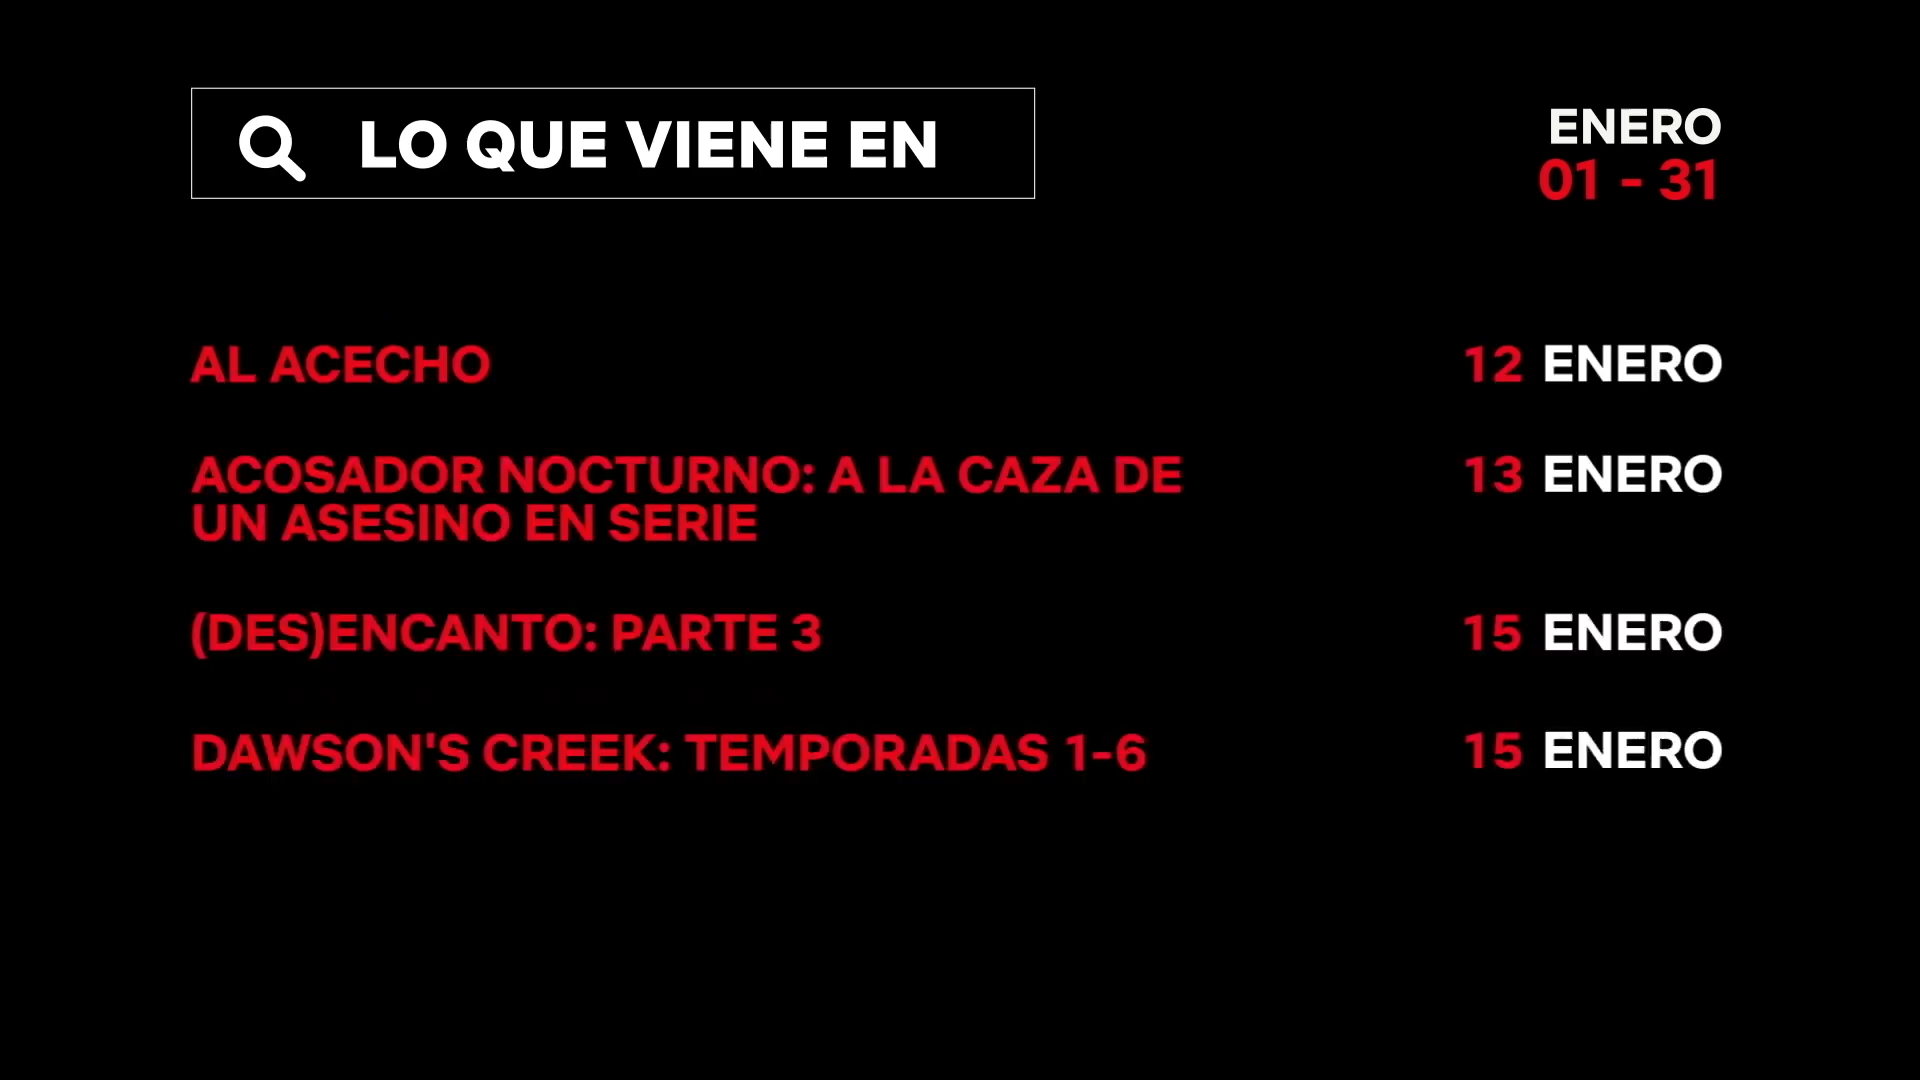 LO QUE VIENE EN
ENERO
01 - 31
AL ACECHO
12 ENERO
ACOSADOR NOCTURNO: A LA CAZA DE
UN ASESINO EN SERIE
13 ENERO
(DES)ENCANTO: PARTE 3
15 ENERO
DAWSON'S CREEK: TEMPORADAS 1-6
15 ENERO